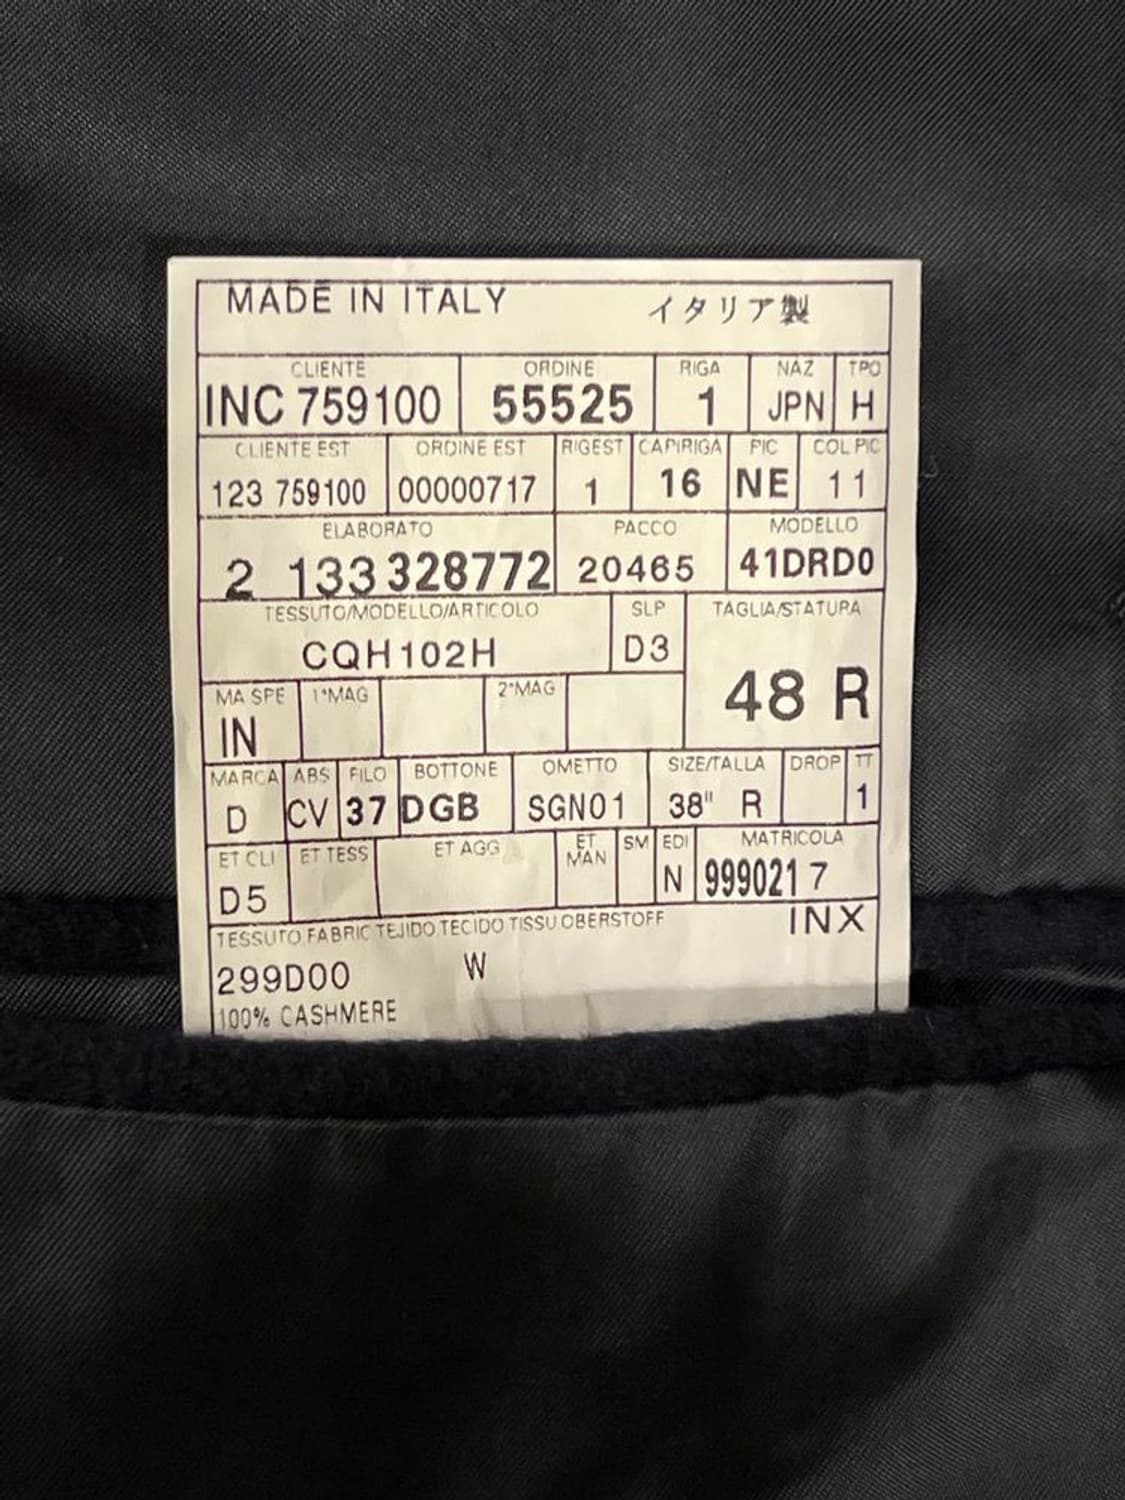 MADE IN ITALY イタリア製
CLIENTE ORDINE RIGA NAZ TPO
INC 759100 55525 1 JPN H
CLIENTE EST ORDINE EST RIGEST CAPIRIGA PIC COL PIC
123 759100 00000717 1 16 NE 11
ELABORATO PACCO MODELLO
2 133328772 20465 41DRD0
TESSUTO/MODELLO/ARTICOLO SLP TAGLIA/STATURA
CQH102H D3 48 R
MA SPE 1°MAG 2°MAG
IN
MARCA ABS FILO BOTTONE OMETTO SIZE/TALLA DROP TT
D CV 37 DGB SGN01 38" R 1
ET CLI ET TESS ET AGG ET MAN SM EDI MATRICOLA
D5 N 9990217
TESSUTO FABRIC TEJIDO TECIDO TISSU OBERSTOFF INX
299D00 W
100% CASHMERE